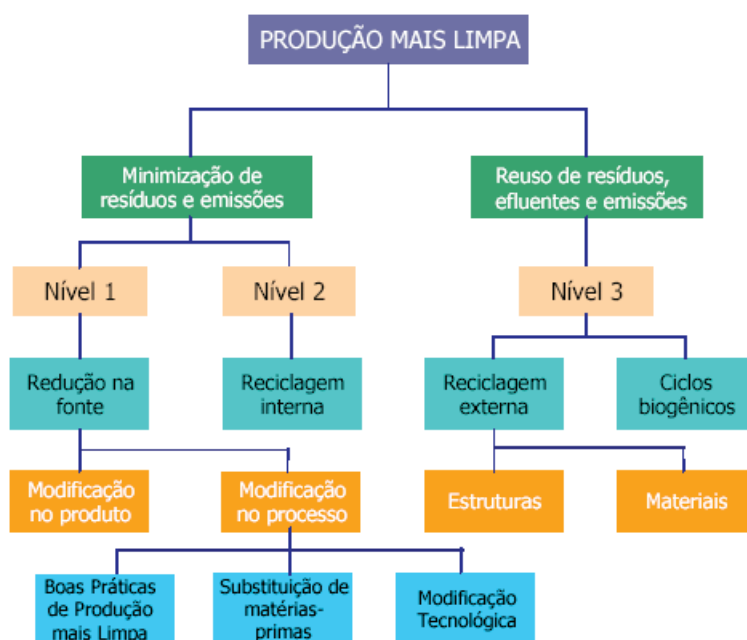 PRODUÇÃO MAIS LIMPA
Minimização de
resíduos e emissões
Reuso de resíduos,
efluentes e emissões
Nível 1
Nível 2
Nível 3
Redução na
fonte
Reciclagem
interna
Reciclagem
externa
Ciclos
biogênicos
Modificação
no produto
Modificação
no processo
Estruturas
Materiais
Boas Práticas
de Produção
mais Limpa
Substituição de
matérias-
primas
Modificação
Tecnológica